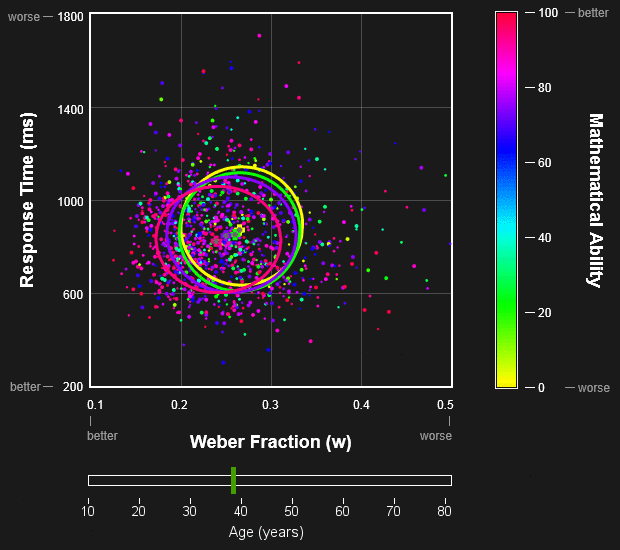 worse
1800
1400
1000
600
better
200
Response Time (ms)
0.1
0.2
0.3
0.4
0.5
better
worse
Weber Fraction (w)
10
20
30
40
50
60
70
80
Age (years)
100
better
80
60
40
20
0
worse
Mathematical Ability